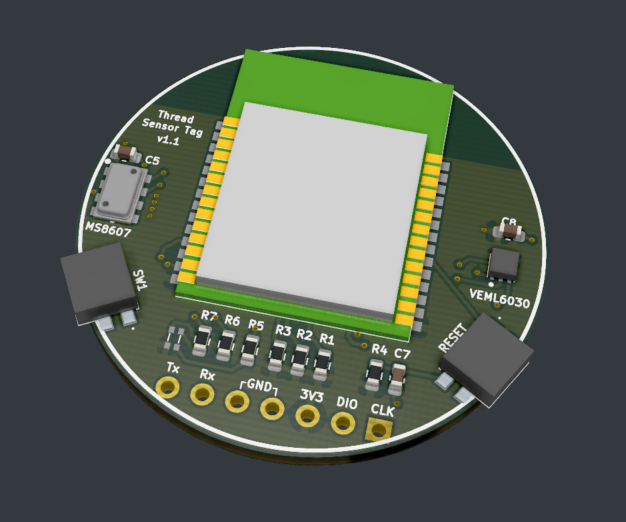 Thread
Sensor Tag
v1.1
C5
MS8607
SW1
C8
VEML6030
RESET
R7 R6 R5 R3 R2 R1 R4 C7
Tx Rx GND 3V3 DIO CLK